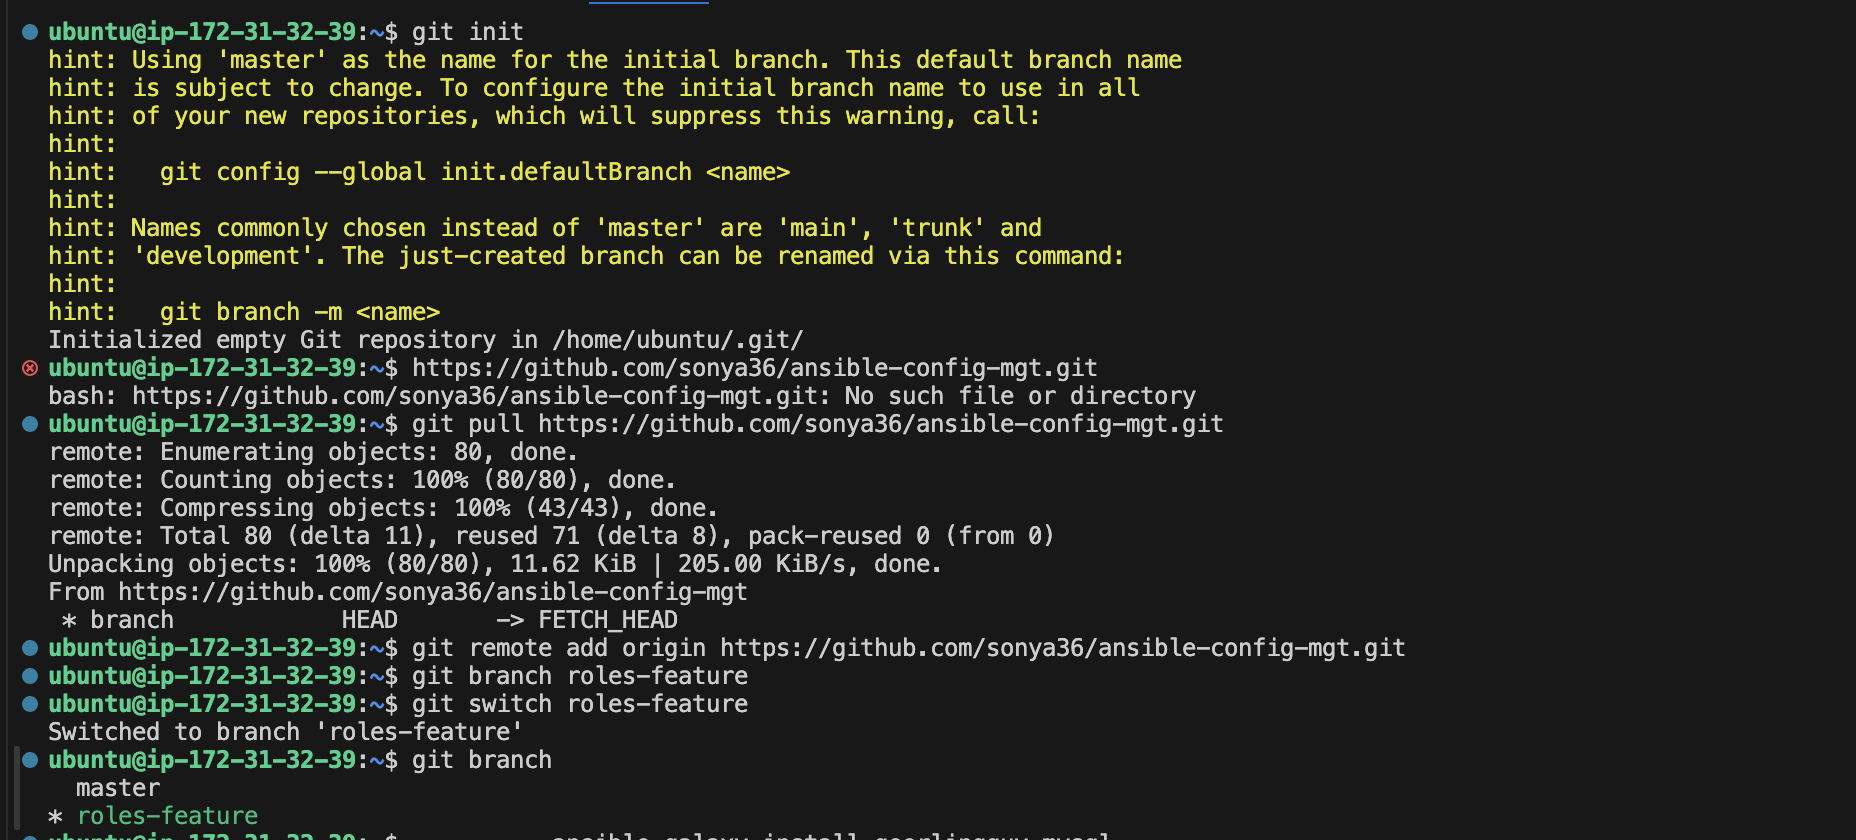 ubuntu@ip-172-31-32-39:~$ git init
hint: Using 'master' as the name for the initial branch. This default branch name
hint: is subject to change. To configure the initial branch name to use in all
hint: of your new repositories, which will suppress this warning, call:
hint:
hint:   git config --global init.defaultBranch <name>
hint:
hint: Names commonly chosen instead of 'master' are 'main', 'trunk' and
hint: 'development'. The just-created branch can be renamed via this command:
hint:
hint:   git branch -m <name>
Initialized empty Git repository in /home/ubuntu/.git/
ubuntu@ip-172-31-32-39:~$ https://github.com/sonya36/ansible-config-mgt.git
bash: https://github.com/sonya36/ansible-config-mgt.git: No such file or directory
ubuntu@ip-172-31-32-39:~$ git pull https://github.com/sonya36/ansible-config-mgt.git
remote: Enumerating objects: 80, done.
remote: Counting objects: 100% (80/80), done.
remote: Compressing objects: 100% (43/43), done.
remote: Total 80 (delta 11), reused 71 (delta 8), pack-reused 0 (from 0)
Unpacking objects: 100% (80/80), 11.62 KiB | 205.00 KiB/s, done.
From https://github.com/sonya36/ansible-config-mgt
 * branch            HEAD       -> FETCH_HEAD
ubuntu@ip-172-31-32-39:~$ git remote add origin https://github.com/sonya36/ansible-config-mgt.git
ubuntu@ip-172-31-32-39:~$ git branch roles-feature
ubuntu@ip-172-31-32-39:~$ git switch roles-feature
Switched to branch 'roles-feature'
ubuntu@ip-172-31-32-39:~$ git branch
  master
* roles-feature
ubuntu@ip-172-31-32-39:~$ ansible-galaxy install geerlingguy.mysql